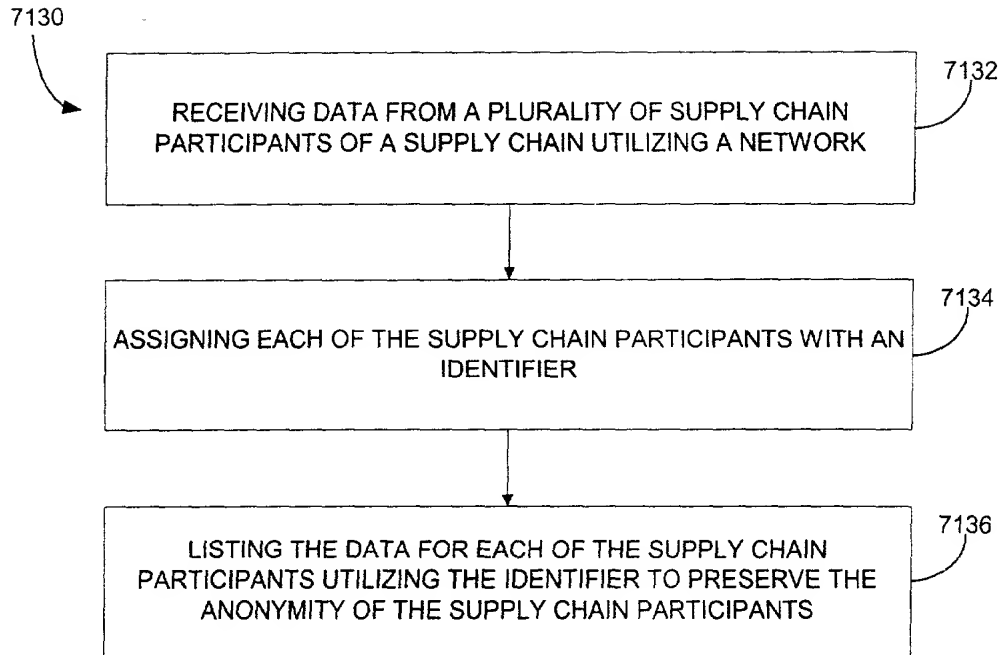 7130
7132
RECEIVING DATA FROM A PLURALITY OF SUPPLY CHAIN
PARTICIPANTS OF A SUPPLY CHAIN UTILIZING A NETWORK
7134
ASSIGNING EACH OF THE SUPPLY CHAIN PARTICIPANTS WITH AN
IDENTIFIER
7136
LISTING THE DATA FOR EACH OF THE SUPPLY CHAIN
PARTICIPANTS UTILIZING THE IDENTIFIER TO PRESERVE THE
ANONYMITY OF THE SUPPLY CHAIN PARTICIPANTS